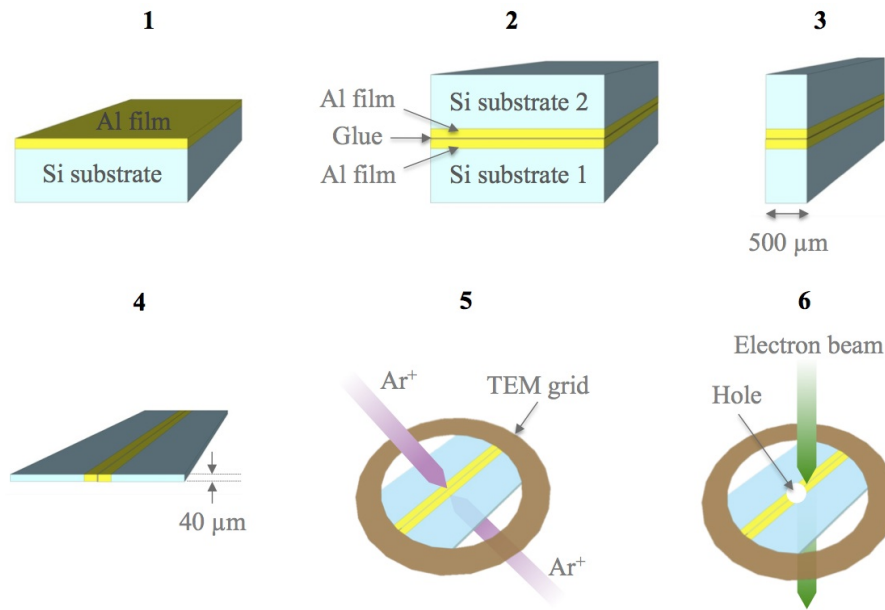 1
Al film
Si substrate
2
Al film
Glue
Al film
Si substrate 2
Si substrate 1
3
500 µm
4
40 µm
5
Ar⁺
TEM grid
Ar⁺
6
Electron beam
Hole